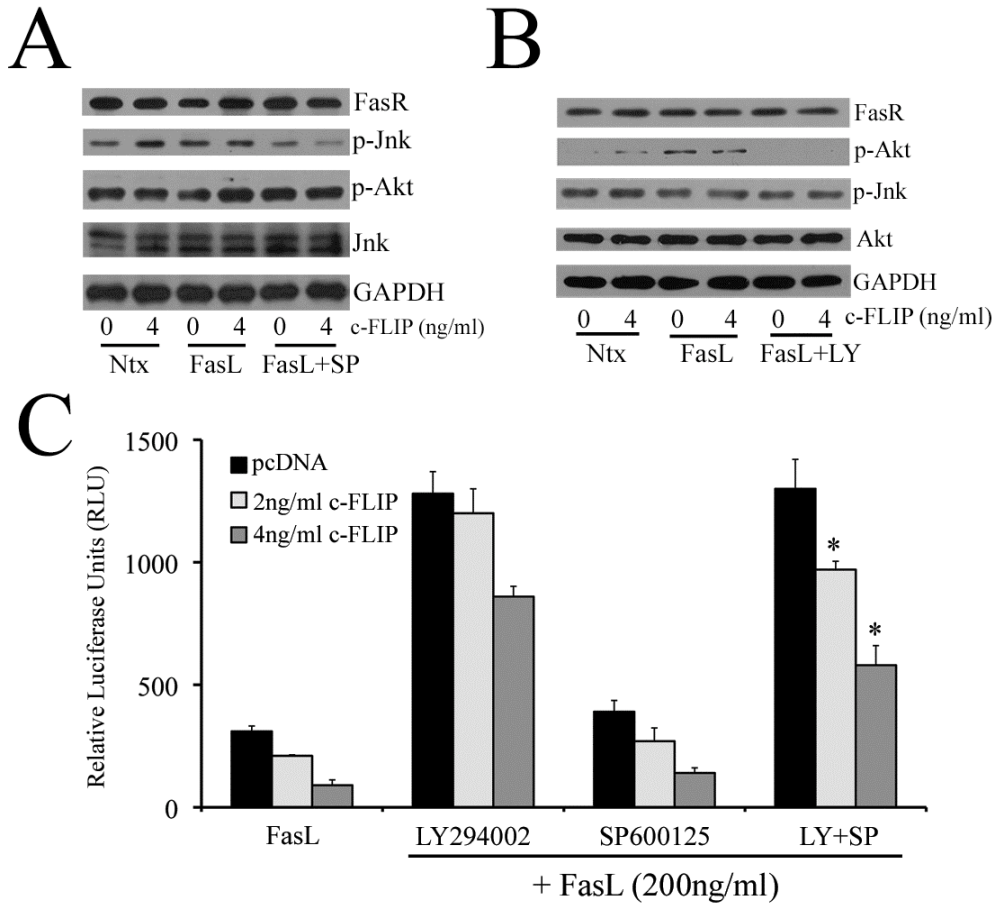 A
FasR
p-Jnk
p-Akt
Jnk
GAPDH
0 4 0 4 0 4 c-FLIP (ng/ml)
Ntx FasL FasL+SP
B
FasR
p-Akt
p-Jnk
Akt
GAPDH
0 4 0 4 0 4 c-FLIP (ng/ml)
Ntx FasL FasL+LY
C
Relative Luciferase Units (RLU)
1500
1000
500
0
pcDNA
2ng/ml c-FLIP
4ng/ml c-FLIP
*
*
FasL LY294002 SP600125 LY+SP
+ FasL (200ng/ml)